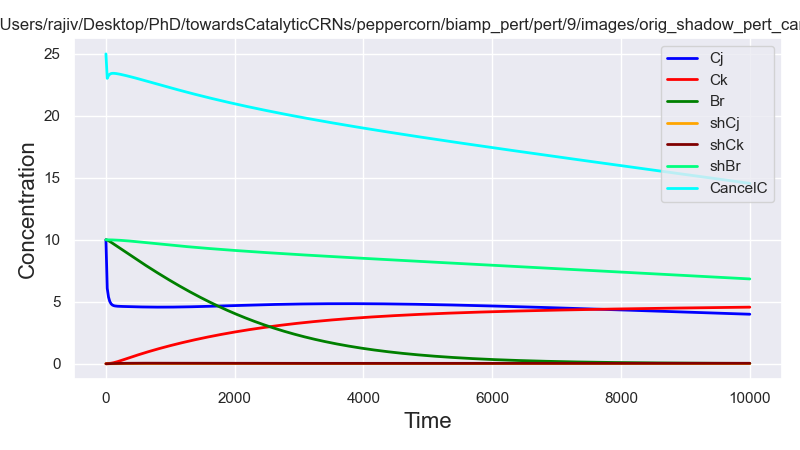 Users/rajiv/Desktop/PhD/towardsCatalyticCRNs/peppercorn/biamp_pert/pert/9/images/orig_shadow_pert_can
Cj
Ck
Br
shCj
shCk
shBr
CancelC
25
20
15
10
5
0
Concentration
0
2000
4000
6000
8000
10000
Time